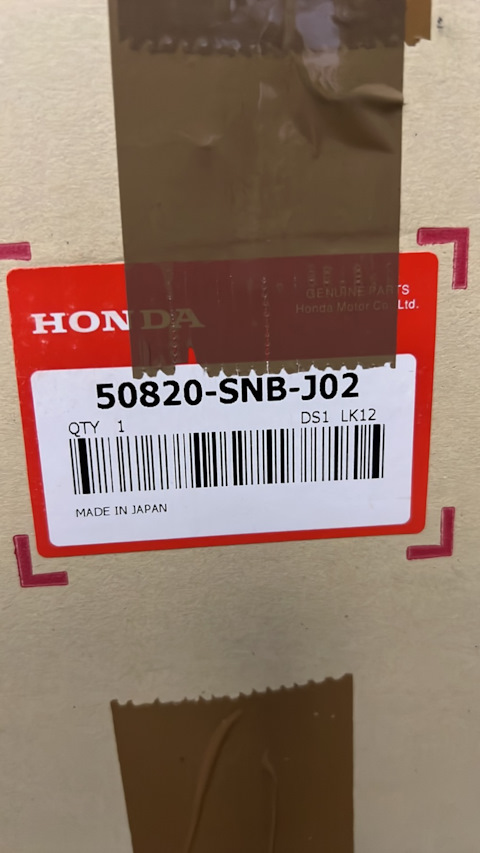 GENUINE PARTS
HONDA
Honda Motor Co., Ltd.
50820-SNB-J02
QTY 1 DS1 LK12
MADE IN JAPAN